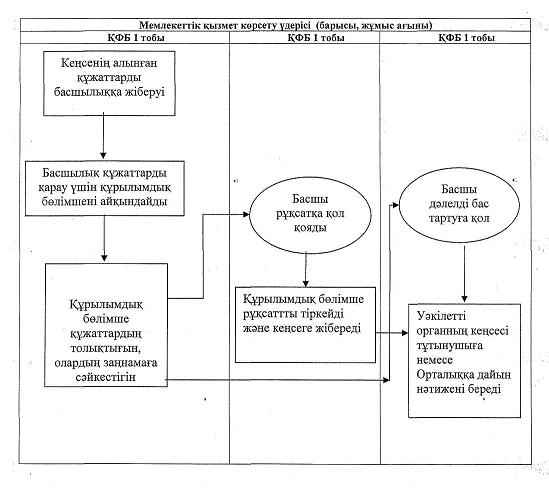 Мемлекеттік қызмет көрсету үдерісі (барысы, жұмыс ағыны)
ҚФБ 1 тобы
ҚФБ 1 тобы
ҚФБ 1 тобы
Кеңсенің алынған
құжаттарды
басшылыққа жіберуі
Басшылық құжаттарды
қарау үшін құрылымдық
бөлімшені айқындайды
Құрылымдық
бөлімше
құжаттардың
толықтығын,
олардың заңнамаға
сәйкестігін
Басшы
рұқсатқа қол
қояды
Құрылымдық бөлімше
рұқсаттты тіркейді
және кеңсеге жібереді
Басшы
дәлелді бас
тартуға қол
Уәкілетті
органның кеңсесі
тұтынушыға
немесе
Орталыққа дайын
нәтижені береді